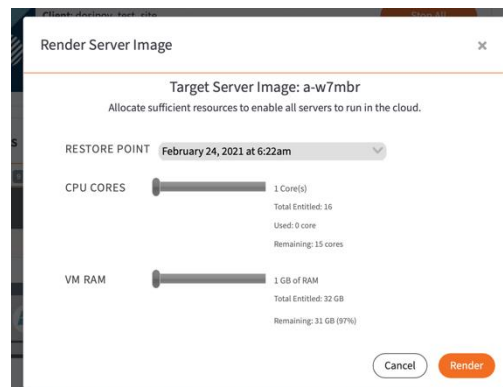 Render Server Image
×
Target Server Image: a-w7mbr
Allocate sufficient resources to enable all servers to run in the cloud.
RESTORE POINT February 24, 2021 at 6:22am
CPU CORES 1 Core(s)
Total Entitled: 16
Used: 0 core
Remaining: 15 cores
VM RAM 1 GB of RAM
Total Entitled: 32 GB
Remaining: 31 GB (97%)
Cancel Render